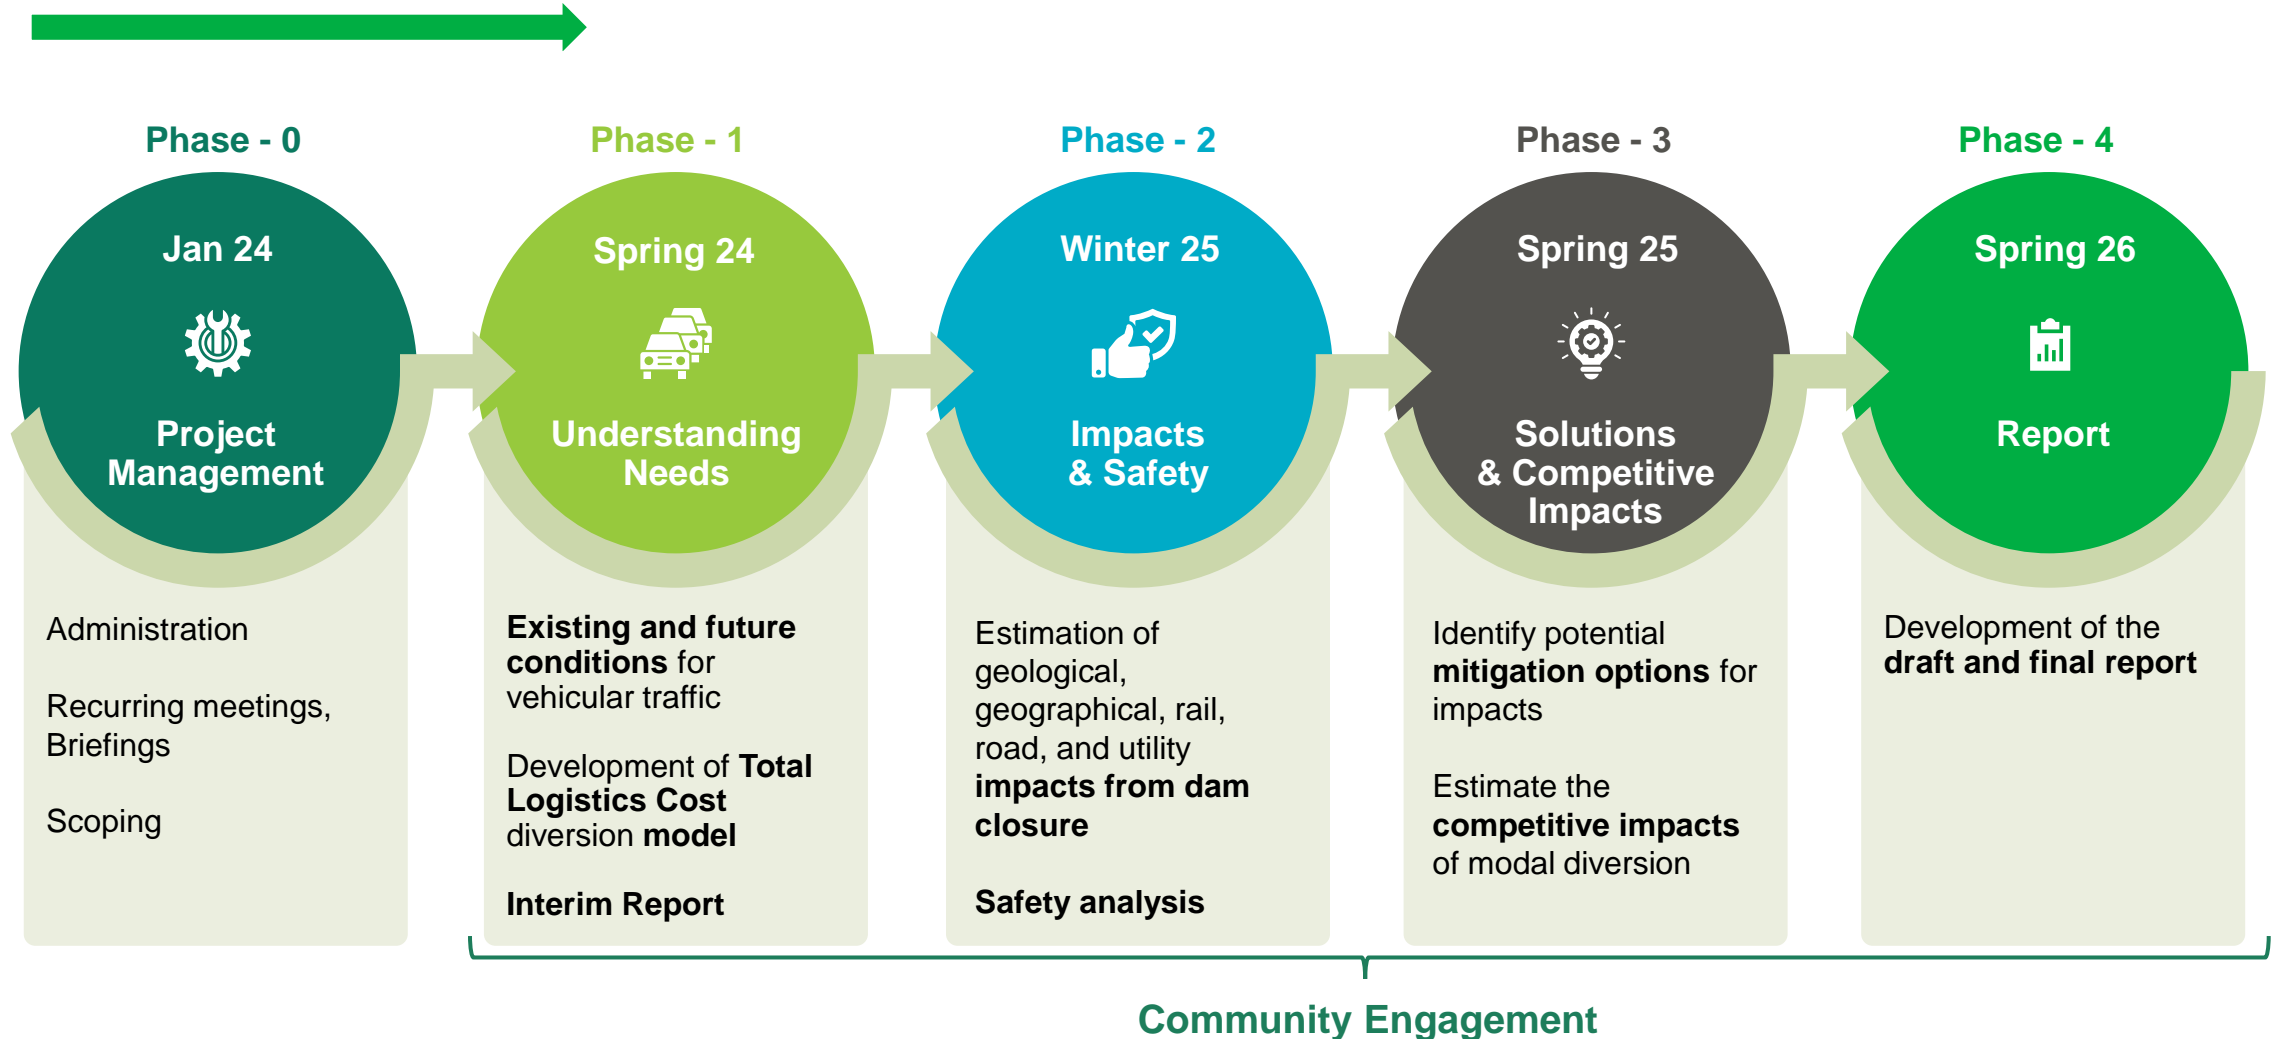 Phase - 0
Jan 24
Project
Management
Administration
Recurring meetings,
Briefings
Scoping
Phase - 1
Spring 24
Understanding
Needs
Existing and future
conditions for
vehicular traffic
Development of Total
Logistics Cost
diversion model
Interim Report
Phase - 2
Winter 25
Impacts
& Safety
Estimation of
geological,
geographical, rail,
road, and utility
impacts from dam
closure
Safety analysis
Phase - 3
Spring 25
Solutions
& Competitive
Impacts
Identify potential
mitigation options for
impacts
Estimate the
competitive impacts
of modal diversion
Phase - 4
Spring 26
Report
Development of the
draft and final report
Community Engagement